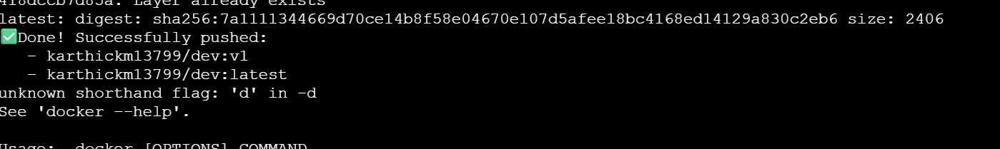 418dccb7d85a: Layer already exists
latest: digest: sha256:7a1111344669d70ce14b8f58e04670e107d5afee18bc4168ed14129a830c2eb6 size: 2406
✅Done! Successfully pushed:
- karthickm13799/dev:v1
- karthickm13799/dev:latest
unknown shorthand flag: 'd' in -d
See 'docker --help'.
Usage: docker [OPTIONS] COMMAND